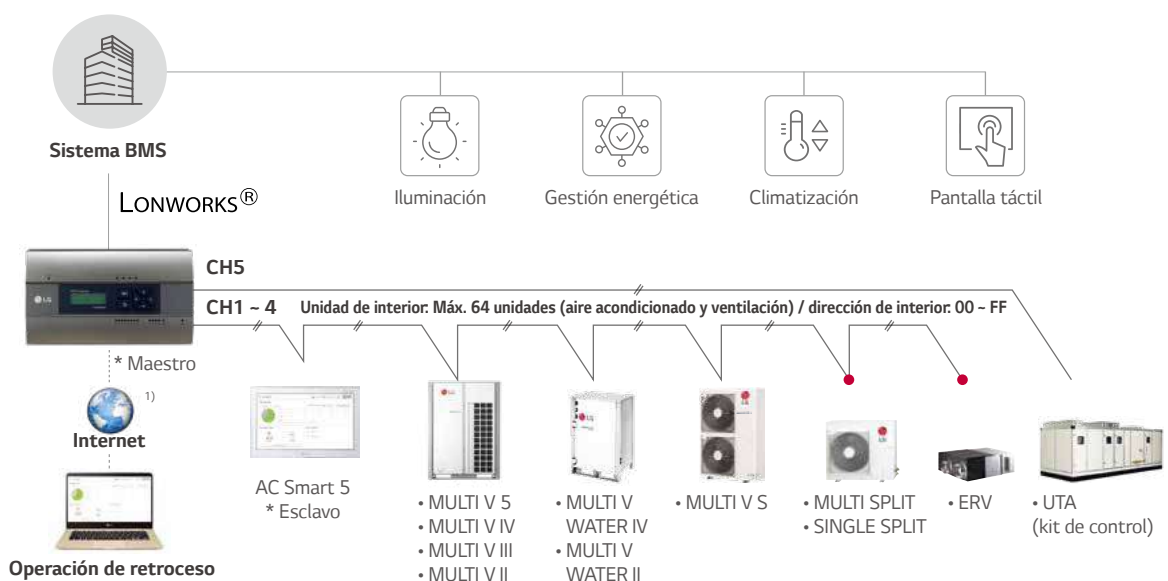 Sistema BMS
LONWORKS®
Iluminación
Gestión energética
Climatización
Pantalla táctil
CH5
CH1 ~ 4
Unidad de interior: Máx. 64 unidades (aire acondicionado y ventilación) / dirección de interior: 00 ~ FF
LG
* Maestro
1)
Internet
Operación de retroceso
AC Smart 5
* Esclavo
• MULTI V 5
• MULTI V IV
• MULTI V III
• MULTI V II
• MULTI V
WATER IV
• MULTI V
WATER II
• MULTI V S
• MULTI SPLIT
• SINGLE SPLIT
• ERV
• UTA
(kit de control)